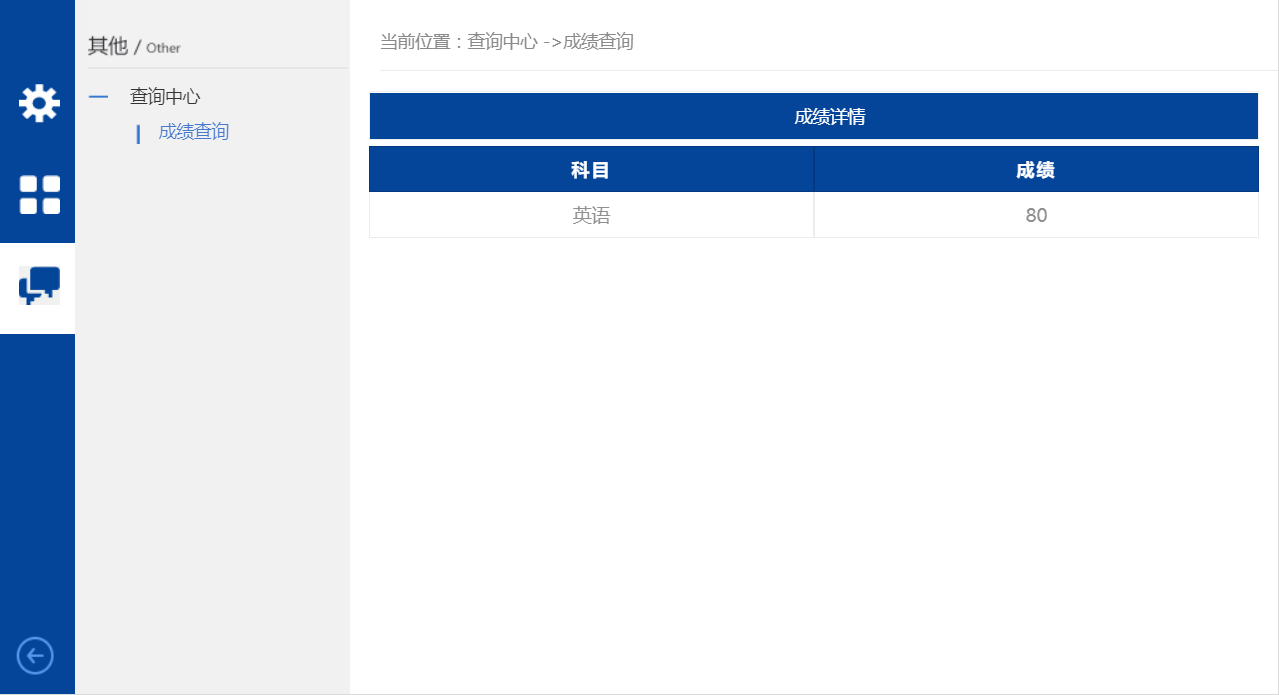 其他 / Other
查询中心
成绩查询
当前位置：查询中心 ->成绩查询
成绩详情
科目 成绩
英语 80